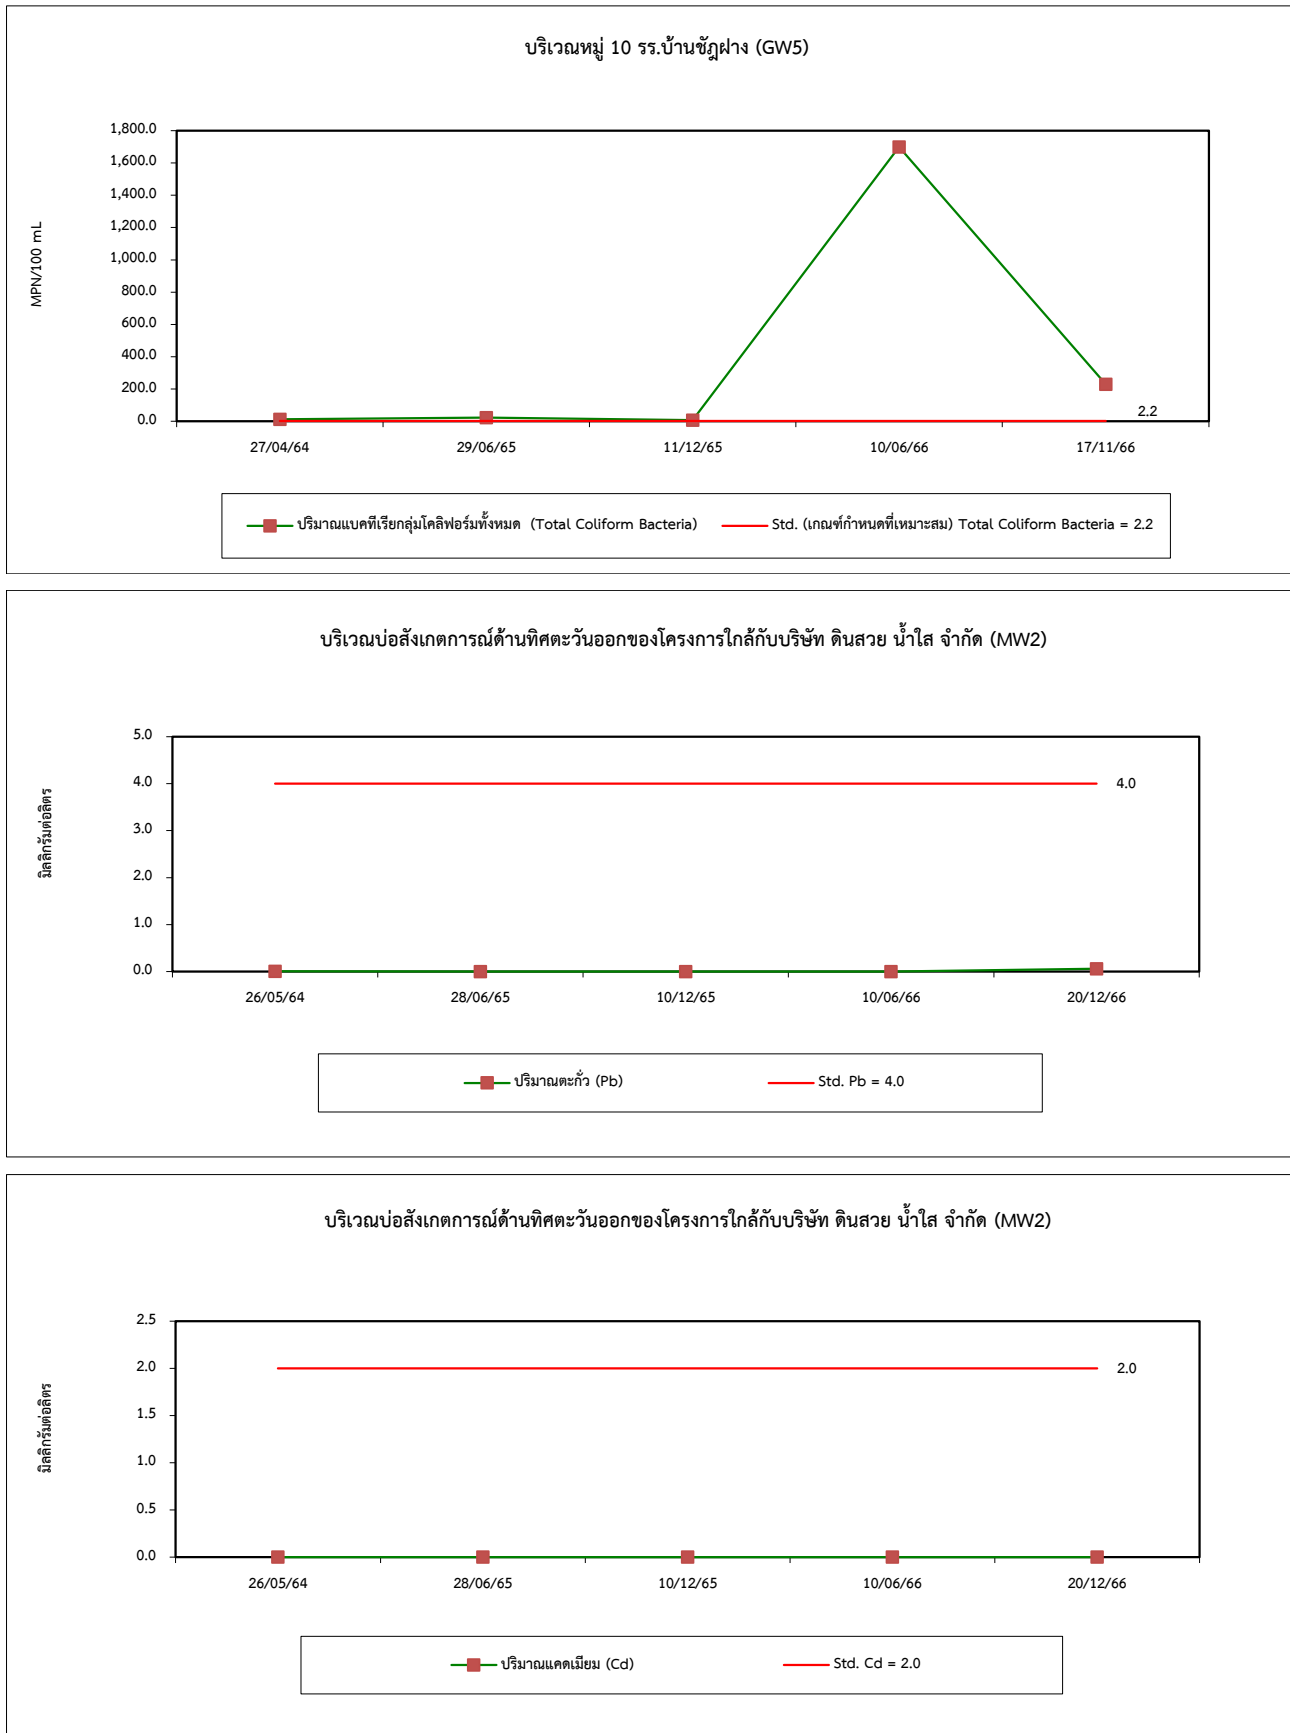 บริเวณหมู่ 10 รร.บ้านชัฎฝาง (GW5)
MPN/100 mL
1,800.0
1,600.0
1,400.0
1,200.0
1,000.0
800.0
600.0
400.0
200.0
0.0
2.2
27/04/64 29/06/65 11/12/65 10/06/66 17/11/66
ปริมาณแบคทีเรียกลุ่มโคลิฟอร์มทั้งหมด (Total Coliform Bacteria) Std. (เกณฑ์กำหนดที่เหมาะสม) Total Coliform Bacteria = 2.2
บริเวณบ่อสังเกตการณ์ด้านทิศตะวันออกของโครงการใกล้กับบริษัท ดินสวย น้ำใส จำกัด (MW2)
มิลลิกรัมต่อลิตร
5.0
4.0
3.0
2.0
1.0
0.0
4.0
26/05/64 28/06/65 10/12/65 10/06/66 20/12/66
ปริมาณตะกั่ว (Pb) Std. Pb = 4.0
บริเวณบ่อสังเกตการณ์ด้านทิศตะวันออกของโครงการใกล้กับบริษัท ดินสวย น้ำใส จำกัด (MW2)
มิลลิกรัมต่อลิตร
2.5
2.0
1.5
1.0
0.5
0.0
2.0
26/05/64 28/06/65 10/12/65 10/06/66 20/12/66
ปริมาณแคดเมียม (Cd) Std. Cd = 2.0